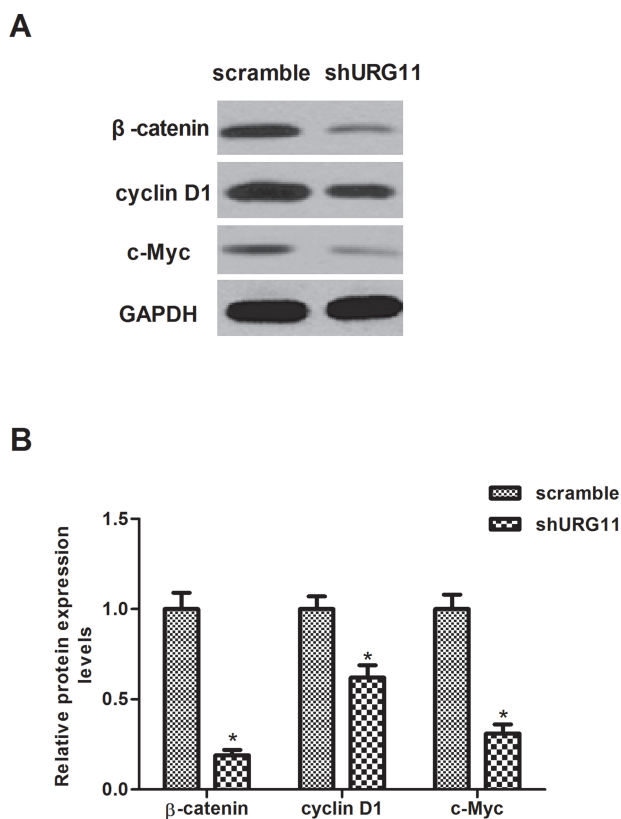 A
scramble shURG11
β -catenin
cyclin D1
c-Myc
GAPDH
B
scramble
shURG11
Relative protein expression
levels
1.5
1.0
0.5
0.0
*
*
*
β-catenin cyclin D1 c-Myc